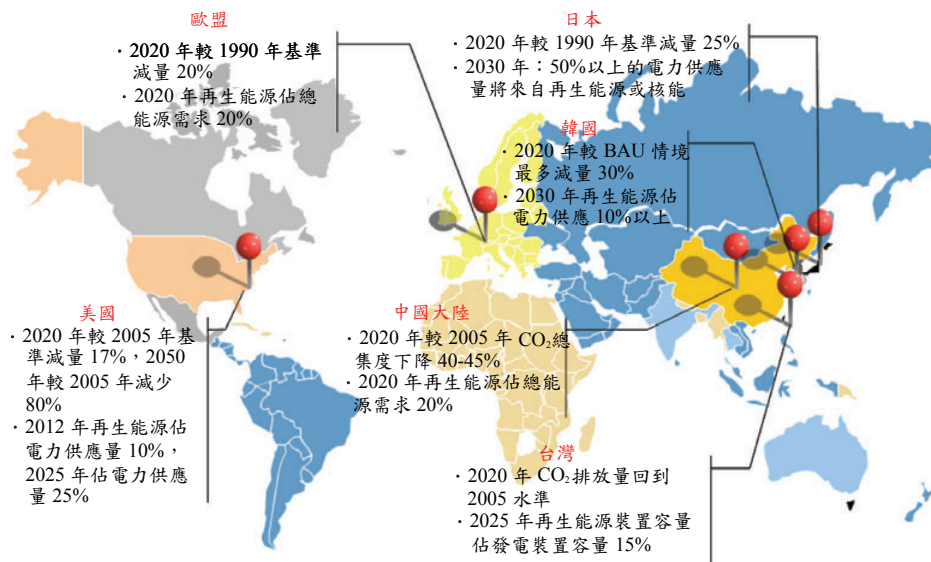 歐盟
· 2020 年較 1990 年基準
減量 20%
· 2020 年再生能源佔總
能源需求 20%
日本
· 2020 年較 1990 年基準減量 25%
· 2030 年：50%以上的電力供應
量將來自再生能源或核能
韓國
· 2020 年較 BAU 情境
最多減量 30%
· 2030 年再生能源佔
電力供應 10%以上
美國
· 2020 年較 2005 年基
準減量 17%，2050
年較 2005 年減少
80%
· 2012 年再生能源佔
電力供應量 10%，
2025 年佔電力供應
量 25%
中國大陸
· 2020 年較 2005 年 CO₂總
集度下降 40-45%
· 2020 年再生能源佔總能
源需求 20%
台灣
· 2020 年 CO₂排放量回到
2005 水準
· 2025 年再生能源裝置容量
佔發電裝置容量 15%